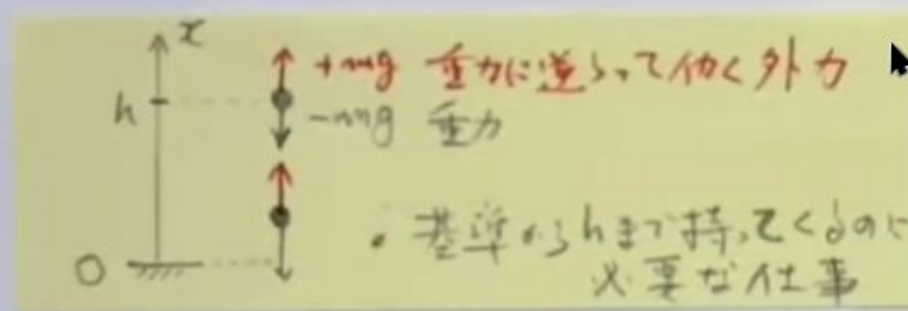 x
+mg 重力に逆らって働く外力
h
-mg 重力
・基準からhまで持ってくるのに
O
必要な仕事